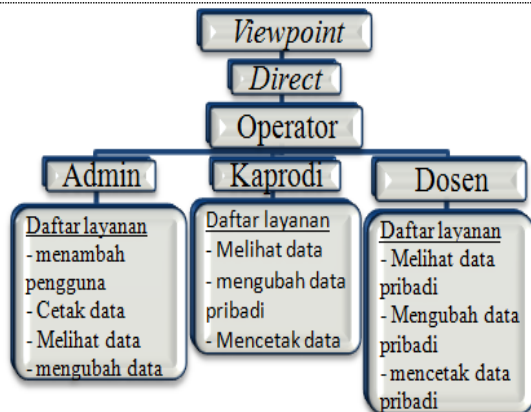 Viewpoint
Direct
Operator
Admin
Daftar layanan
- menambah
pengguna
- Cetak data
- Melihat data
- mengubah data
Kaprodi
Daftar layanan
- Melihat data
- mengubah data
pribadi
- Mencetak data
Dosen
Daftar layanan
- Melihat data
pribadi
- Mengubah data
pribadi
- mencetak data
pribadi